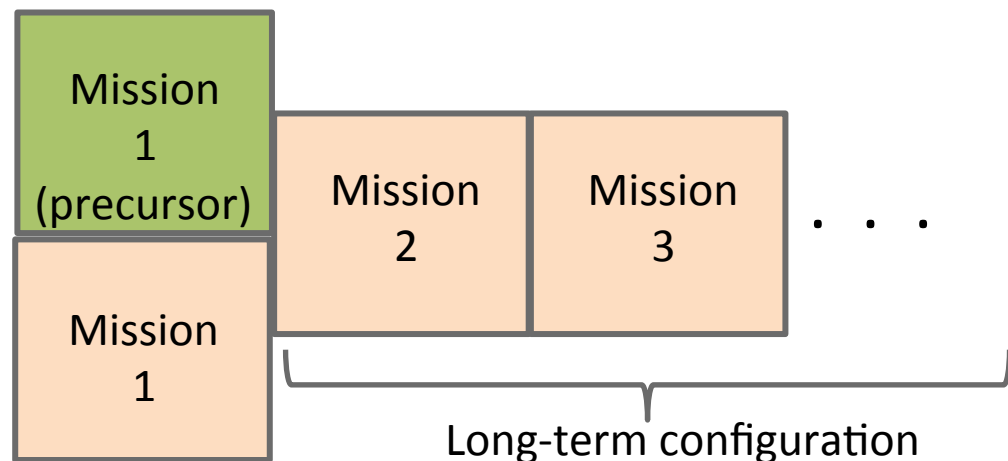 Mission
1
(precursor)
Mission
1
Mission
2
Mission
3
. . .
Long-term configuration